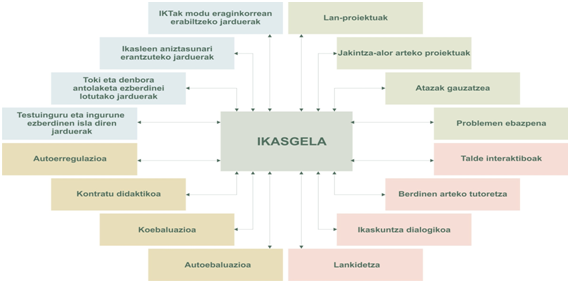 IKTak modu eraginkorrean
erabiltzeko jarduerak
Lan-proiektuak
Ikasleen aniztasunari
erantzuteko jarduerak
Jakintza-alor arteko proiektuak
Toki eta denbora
antolaketa ezberdinei
lotutako jarduerak
Atazak gauzatzea
Testuinguru eta ingurune
ezberdinen isla diren
jarduerak
Problemen ebazpena
IKASGELA
Autoerregulazioa
Talde interaktiboak
Kontratu didaktikoa
Berdinen arteko tutoretza
Koebaluazioa
Ikaskuntza dialogikoa
Autoebaluazioa
Lankidetza